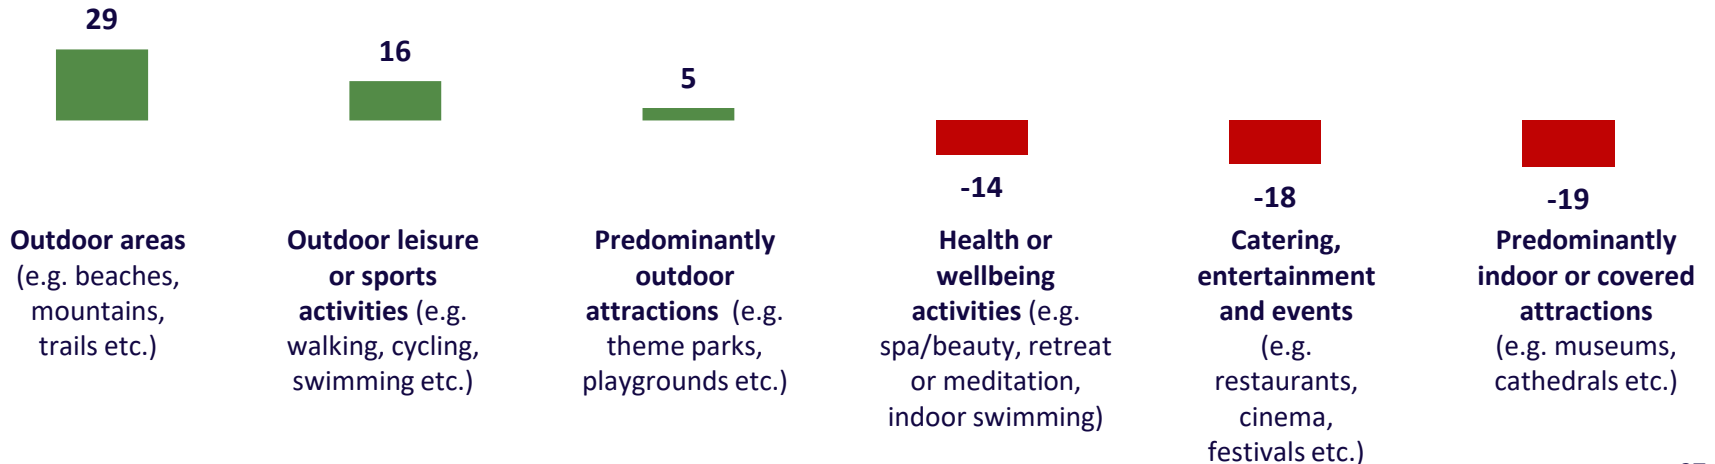 29
16
5
-14
-18
-19
Outdoor areas
(e.g. beaches,
mountains,
trails etc.)
Outdoor leisure
or sports
activities (e.g.
walking, cycling,
swimming etc.)
Predominantly
outdoor
attractions (e.g.
theme parks,
playgrounds etc.)
Health or
wellbeing
activities (e.g.
spa/beauty, retreat
or meditation,
indoor swimming)
Catering,
entertainment
and events
(e.g.
restaurants,
cinema,
festivals etc.)
Predominantly
indoor or covered
attractions
(e.g. museums,
cathedrals etc.)